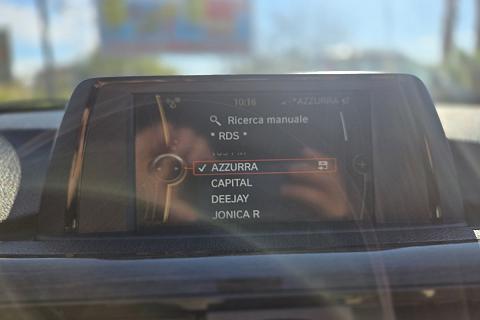 10:16
*AZZURRA
Ricerca manuale
* RDS *
AZZURRA
CAPITAL
DEEJAY
JONICA R